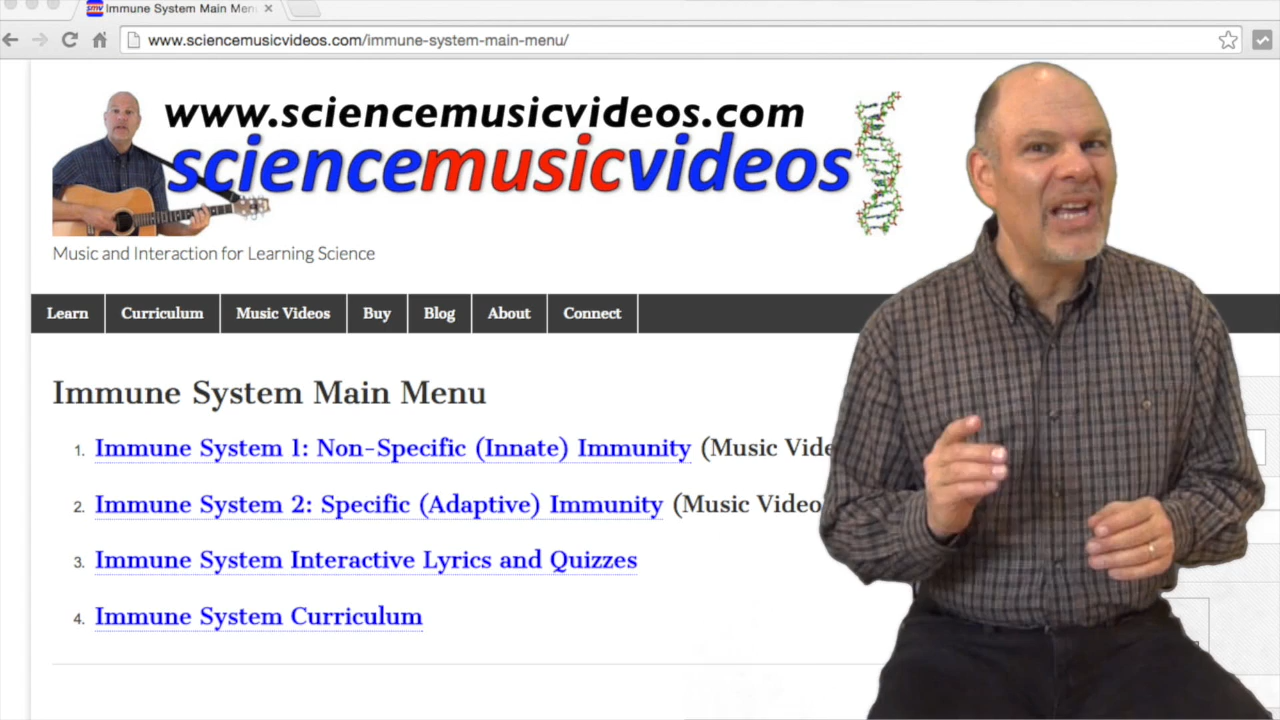 smv Immune System Main Men
www.sciencemusicvideos.com/immune-system-main-menu/
www.sciencemusicvideos.com
sciencemusicvideos
Music and Interaction for Learning Science
Learn Curriculum Music Videos Buy Blog About Connect
Immune System Main Menu
1. Immune System 1: Non-Specific (Innate) Immunity (Music Vide
2. Immune System 2: Specific (Adaptive) Immunity (Music Video
3. Immune System Interactive Lyrics and Quizzes
4. Immune System Curriculum